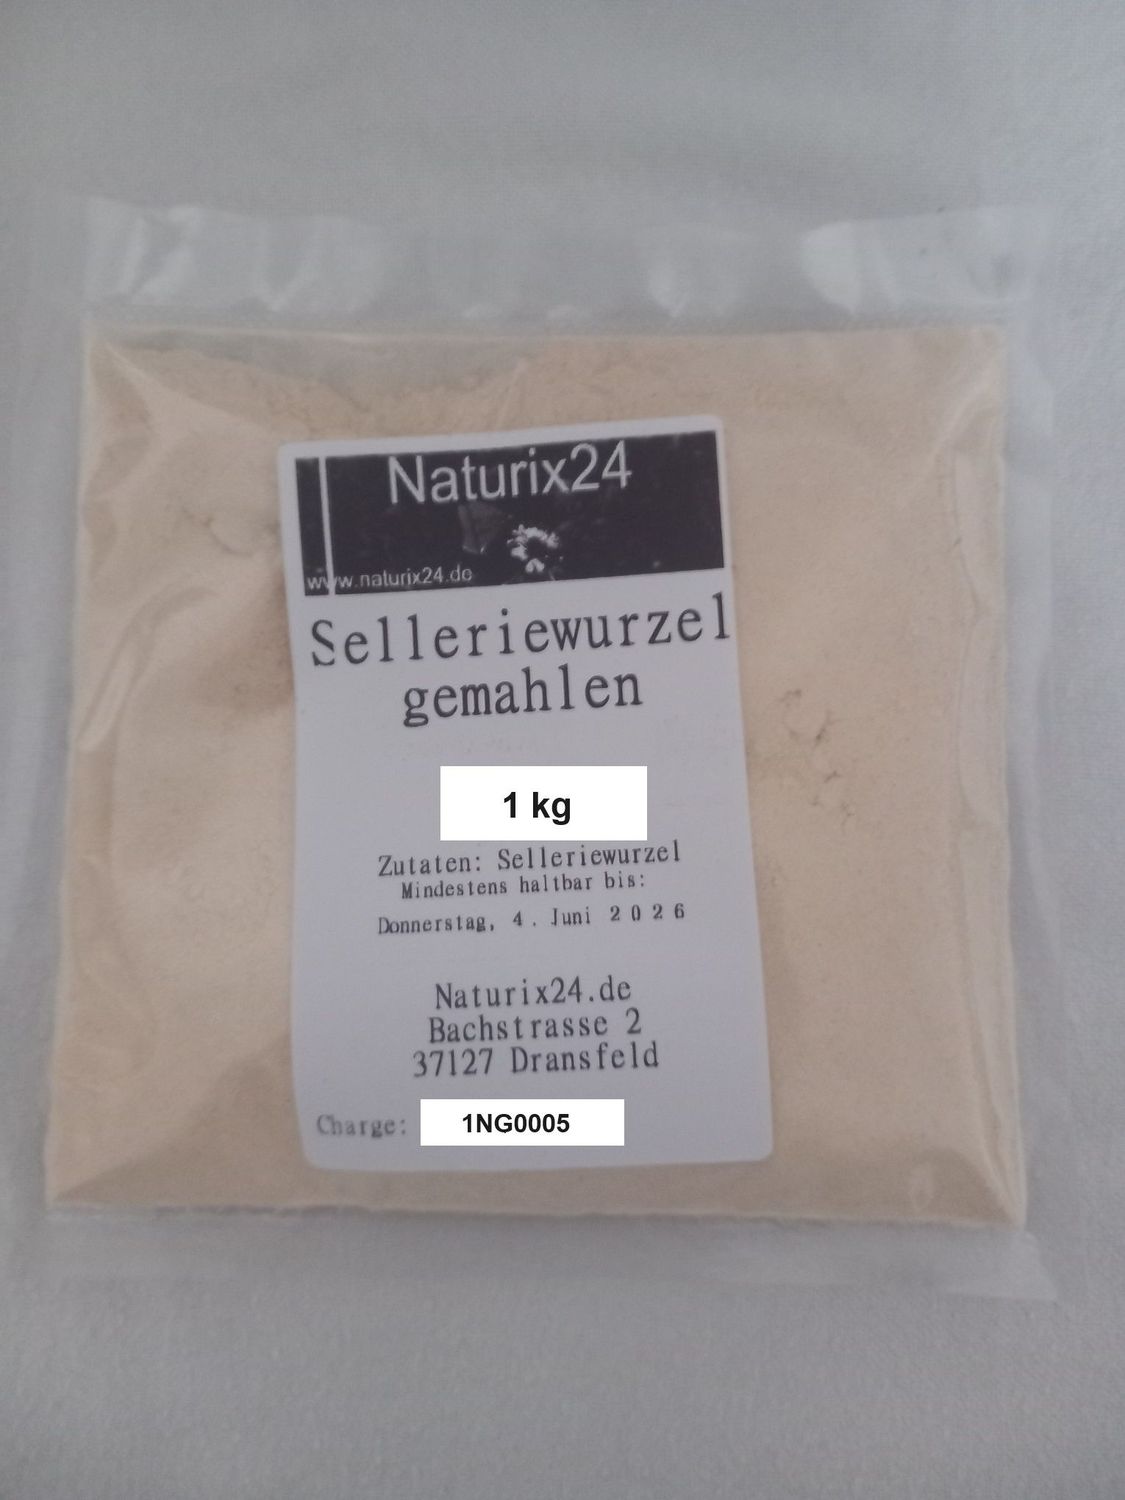 Naturix24
www.naturix24.de
Selleriewurzel
gemahlen
1 kg
Zutaten: Selleriewurzel
Mindestens haltbar bis:
Donnerstag, 4. Juni 2026
Naturix24.de
Bachstrasse 2
37127 Dransfeld
Charge: 1NG0005